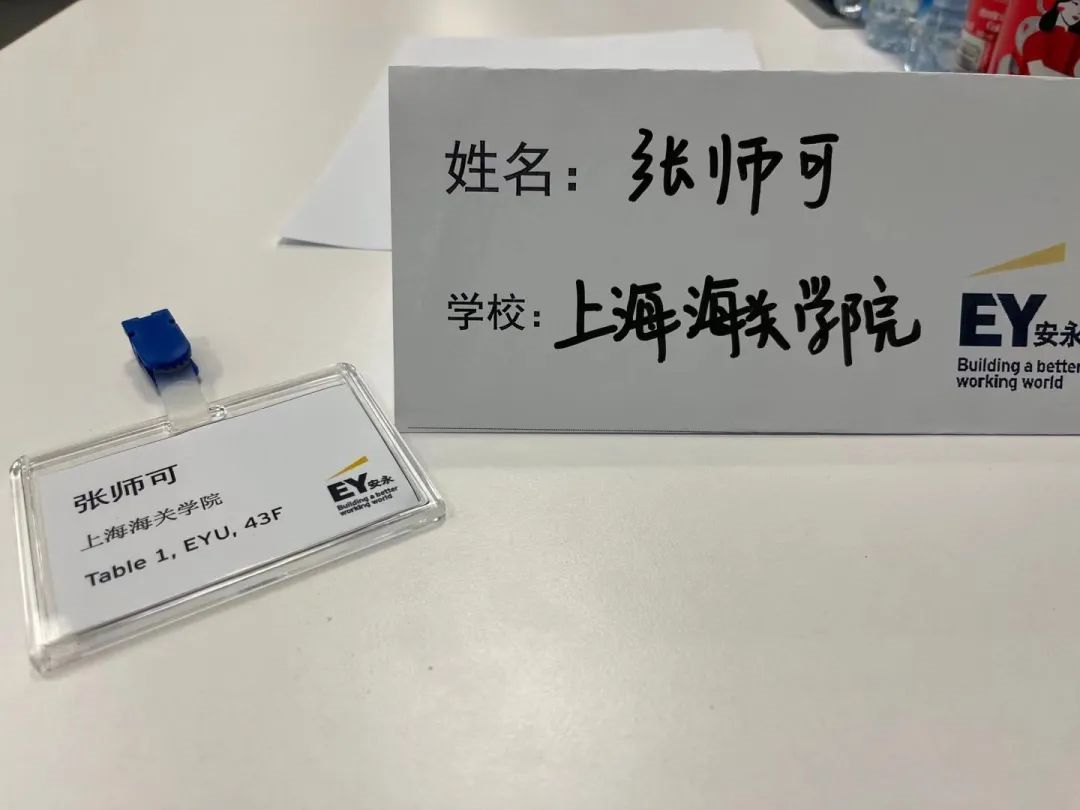 姓名：张师可
学校：上海海关学院
EY安永
Building a better
working world
张师可
上海海关学院
Table 1, EYU, 43F
EY安永
Building a better
working world